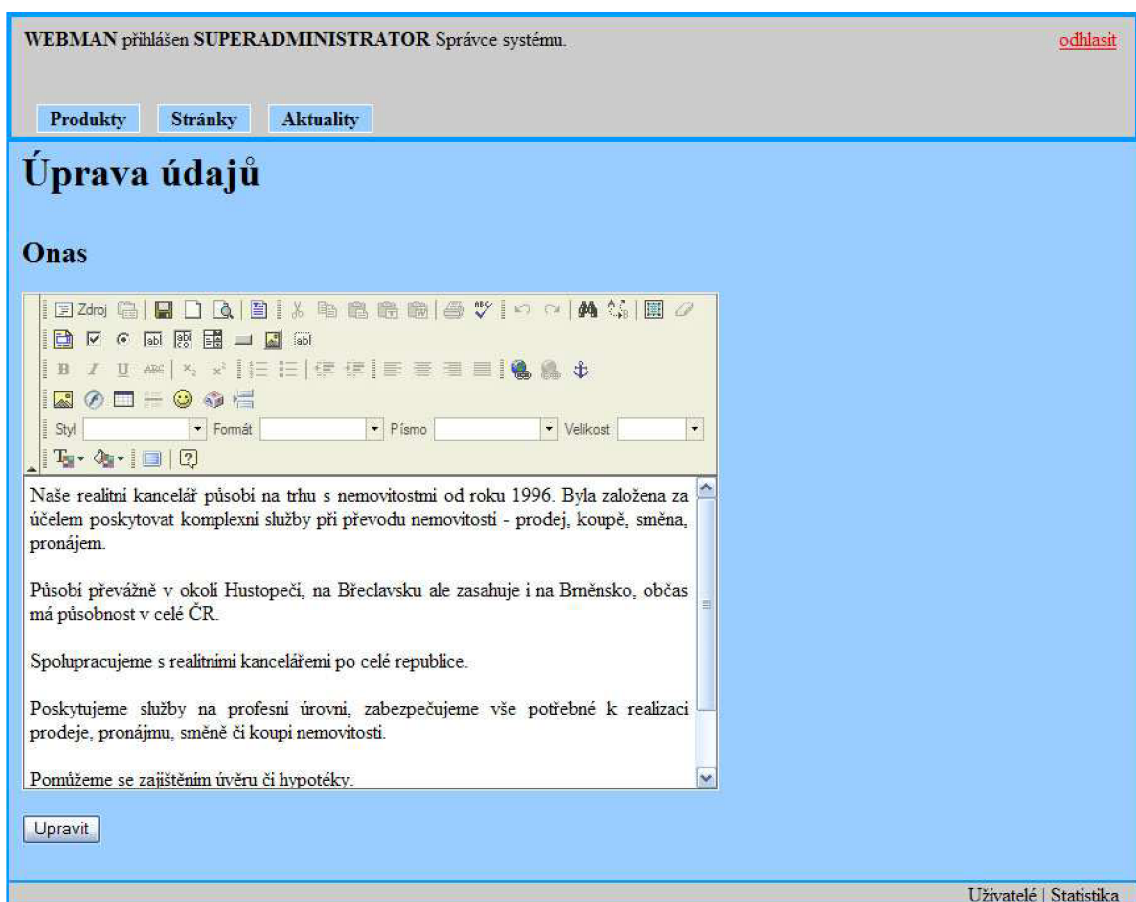 WEBMAN přihlášen SUPERADMINISTRATOR Správce systému. odhlasit
Produkty Stránky Aktuality
Úprava údajů
Onas
Zdroj
Styl Formát Písmo Velikost
Naše realitní kancelář působí na trhu s nemovitostmi od roku 1996. Byla založena za
účelem poskytovat komplexní služby při převodu nemovitostí - prodej, koupě, směna,
pronájem.
Působí převážně v okolí Hustopečí, na Břeclavsku ale zasahuje i na Brněnsko, občas
má působnost v celé ČR.
Spolupracujeme s realitními kancelářemi po celé republice.
Poskytujeme služby na profesní úrovni, zabezpečujeme vše potřebné k realizaci
prodeje, pronájmu, směně či koupi nemovitosti.
Pomůžeme se zajištěním úvěru či hypotéky.
Upravit
Uživatelé | Statistika